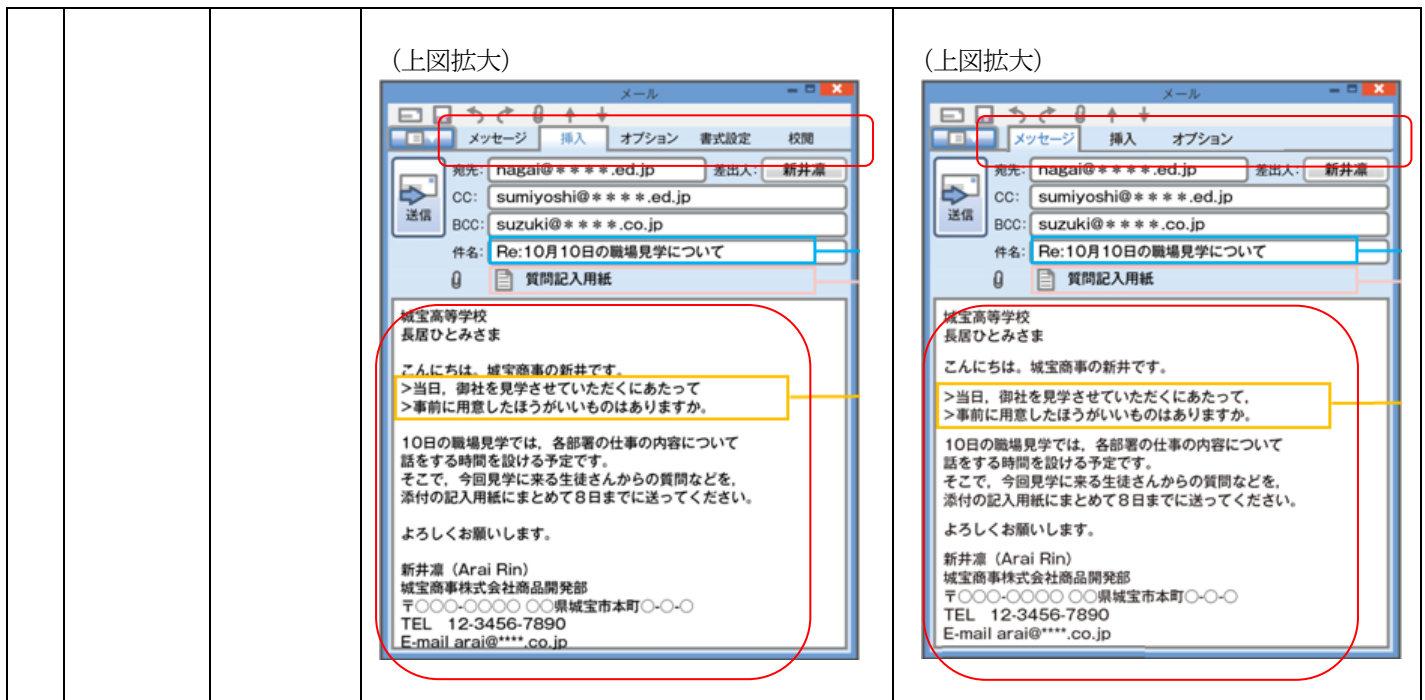 （上図拡大）
メール
メッセージ 挿入 オプション 書式設定 校閲
宛先: nagai@＊＊＊＊.ed.jp 差出人: 新井凛
CC: sumiyoshi@＊＊＊＊.ed.jp
送信
BCC: suzuki@＊＊＊＊.co.jp
件名: Re:10月10日の職場見学について
質問記入用紙
城宝高等学校
長居ひとみさま
こんにちは。城宝商事の新井です。
>当日，御社を見学させていただくにあたって
>事前に用意したほうがいいものはありますか。
10日の職場見学では，各部署の仕事の内容について
話をする時間を設ける予定です。
そこで，今回見学に来る生徒さんからの質問などを，
添付の記入用紙にまとめて8日までに送ってください。
よろしくお願いします。
新井凛（Arai Rin）
城宝商事株式会社商品開発部
〒○○○-○○○○ ○○県城宝市本町○-○-○
TEL 12-3456-7890
E-mail arai@****.co.jp
（上図拡大）
メール
メッセージ 挿入 オプション
宛先: nagai@＊＊＊＊.ed.jp 差出人: 新井凛
CC: sumiyoshi@＊＊＊＊.ed.jp
送信
BCC: suzuki@＊＊＊＊.co.jp
件名: Re:10月10日の職場見学について
質問記入用紙
城宝高等学校
長居ひとみさま
こんにちは。城宝商事の新井です。
>当日，御社を見学させていただくにあたって，
>事前に用意したほうがいいものはありますか。
10日の職場見学では，各部署の仕事の内容について
話をする時間を設ける予定です。
そこで，今回見学に来る生徒さんからの質問などを，
添付の記入用紙にまとめて8日までに送ってください。
よろしくお願いします。
新井凛（Arai Rin）
城宝商事株式会社商品開発部
〒○○○-○○○○ ○○県城宝市本町○-○-○
TEL 12-3456-7890
E-mail arai@****.co.jp